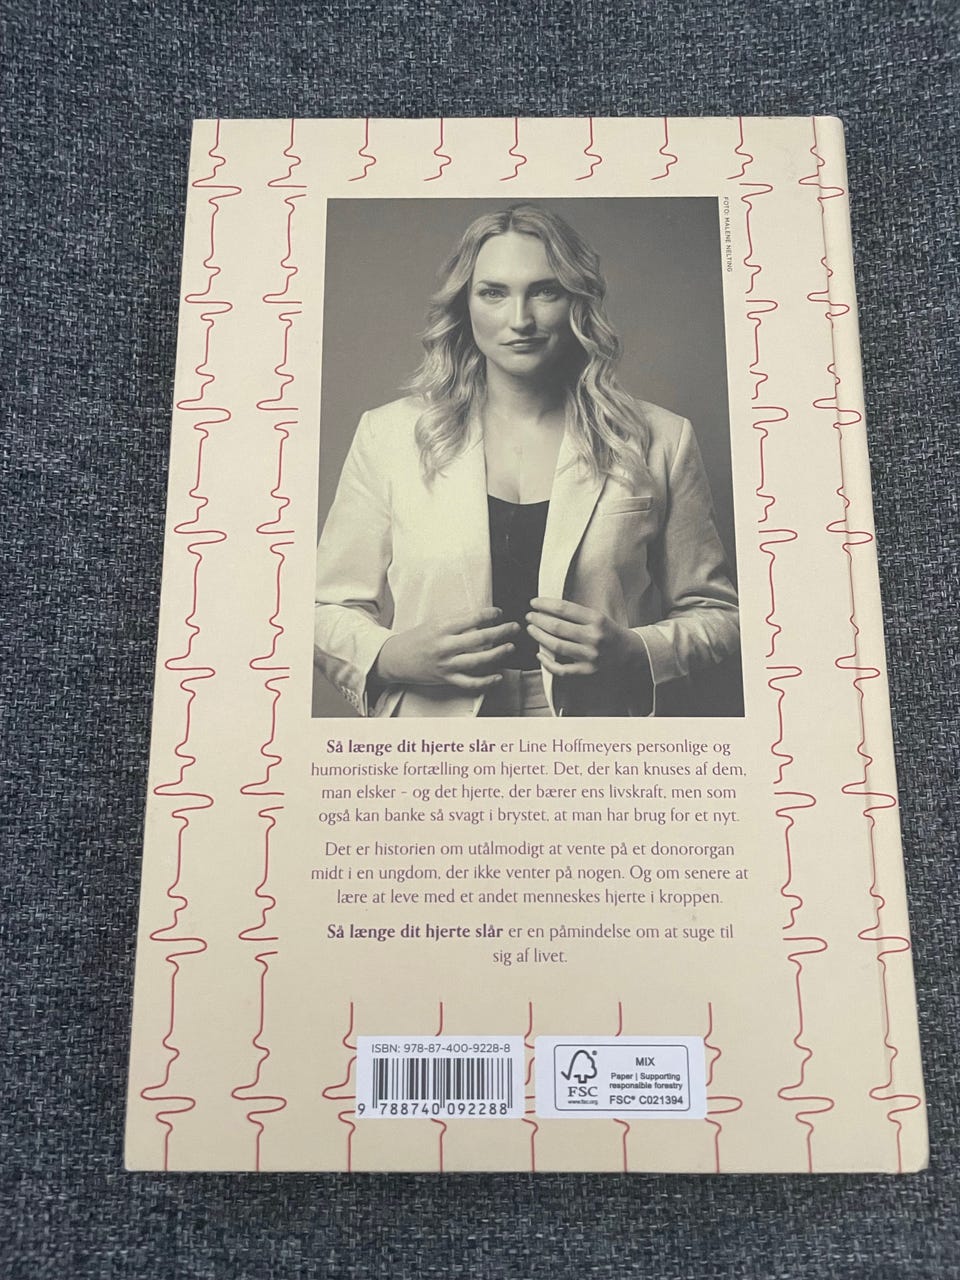 FOTO: MALENE NELTING
Så længe dit hjerte slår er Line Hoffmeyers personlige og
humoristiske fortælling om hjertet. Det, der kan knuses af dem,
man elsker – og det hjerte, der bærer ens livskraft, men som
også kan banke så svagt i brystet, at man har brug for et nyt.
Det er historien om utålmodigt at vente på et donororgan
midt i en ungdom, der ikke venter på nogen. Og om senere at
lære at leve med et andet menneskes hjerte i kroppen.
Så længe dit hjerte slår er en påmindelse om at suge til
sig af livet.
ISBN: 978-87-400-9228-8
9 788740 092288
FSC
www.fsc.org
MIX
Paper | Supporting
responsible forestry
FSC® C021394